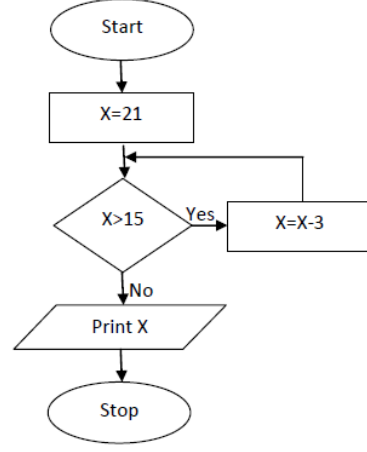 Start
X=21
X>15
Yes
X=X-3
No
Print X
Stop